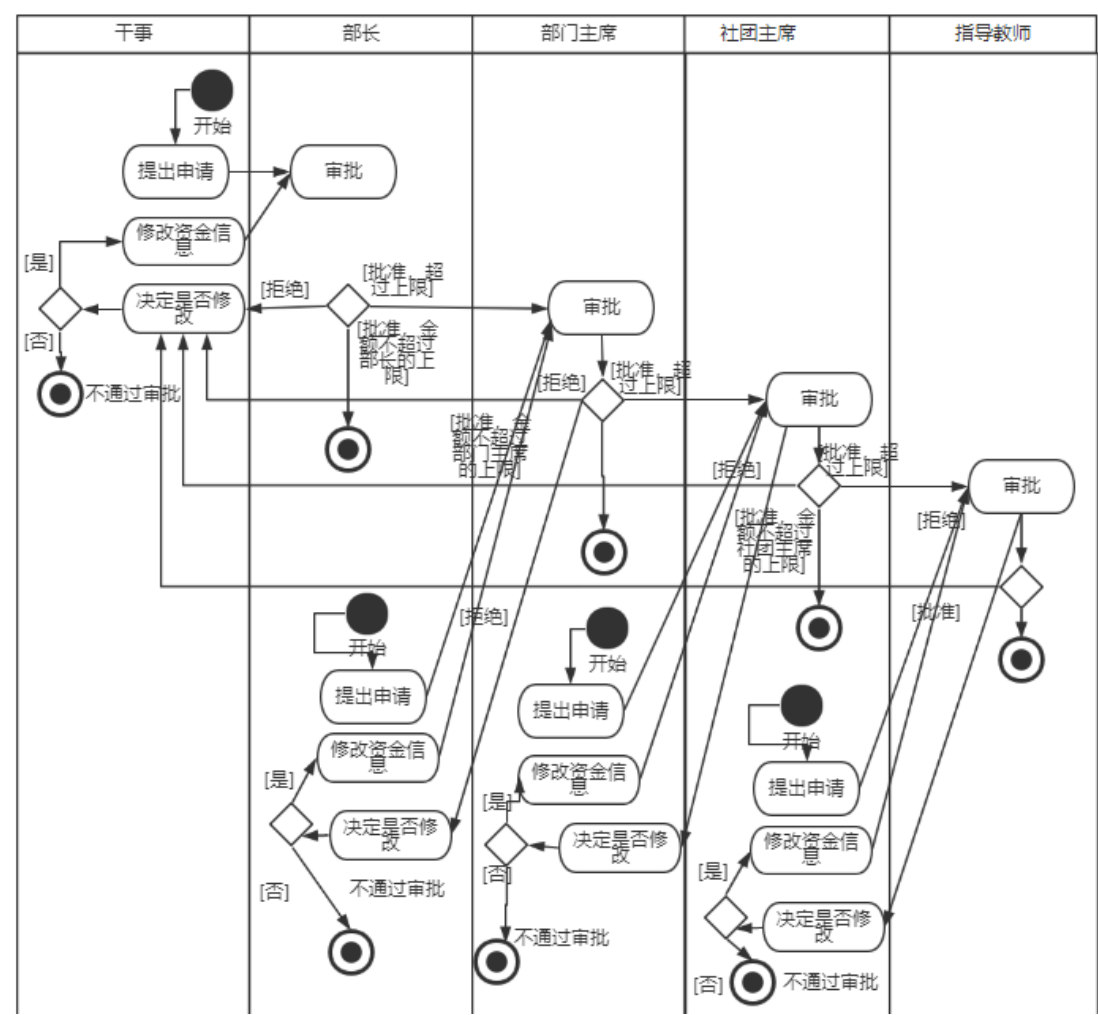 干事
部长
部门主席
社团主席
指导教师
开始
提出申请
审批
修改资金信
息
[是]
决定是否修
改
[拒绝]
[批准，超
过上限]
审批
[否]
[批准，金
额不超过
部长的上
限]
不通过审批
[拒绝]
[批准，超
过上限]
审批
[批准，金
额不超过
部门主席
的上限]
[拒绝]
[批准，超
过上限]
审批
[批准，金
额不超过
社团主席
的上限]
[拒绝]
[批准]
开始
[拒绝]
开始
提出申请
提出申请
开始
修改资金信
息
[是]
修改资金信
息
[是]
提出申请
决定是否修
改
决定是否修
改
修改资金信
息
[否]
[是]
[否]
不通过审批
决定是否修
改
不通过审批
[否]
不通过审批